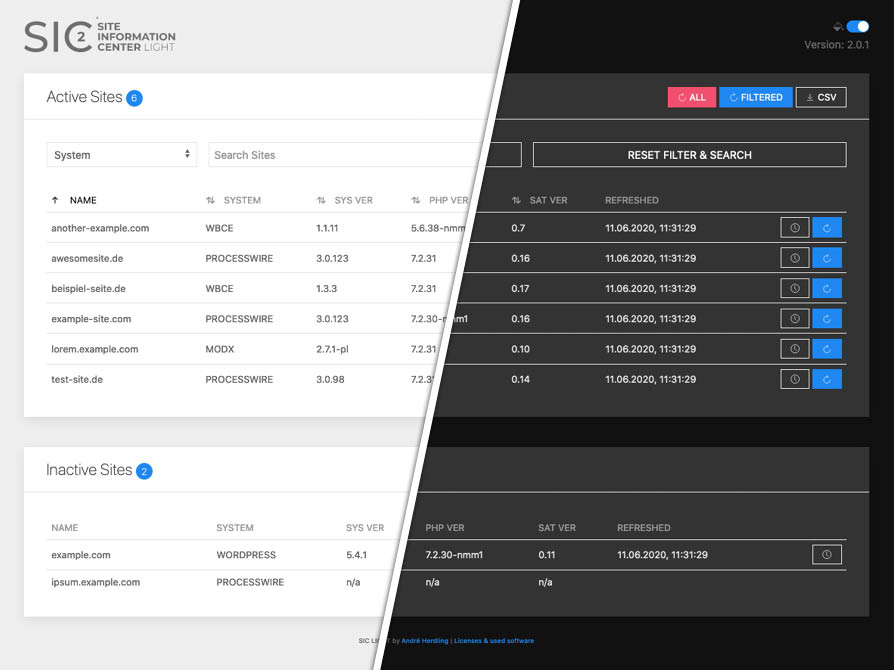 SIC2 SITE INFORMATION CENTER LIGHT
Version: 2.0.1
Active Sites 6
ALL FILTERED CSV
System Search Sites RESET FILTER & SEARCH
NAME SYSTEM SYS VER PHP VER SAT VER REFRESHED
another-example.com WBCE 1.1.11 5.6.38-nmm 0.7 11.06.2020, 11:31:29
awesomesite.de PROCESSWIRE 3.0.123 7.2.31 0.16 11.06.2020, 11:31:29
beispiel-seite.de WBCE 1.3.3 7.2.31 0.17 11.06.2020, 11:31:29
example-site.com PROCESSWIRE 3.0.123 7.2.30-nmm1 0.16 11.06.2020, 11:31:29
lorem.example.com MODX 2.7.1-pl 7.2.31 0.10 11.06.2020, 11:31:29
test-site.de PROCESSWIRE 3.0.98 7.2.3 0.14 11.06.2020, 11:31:29
Inactive Sites 2
NAME SYSTEM SYS VER PHP VER SAT VER REFRESHED
example.com WORDPRESS 5.4.1 7.2.30-nmm1 0.11 11.06.2020, 11:31:29
ipsum.example.com PROCESSWIRE n/a n/a n/a
SIC LIGHT by André Herdling | Licenses & used software